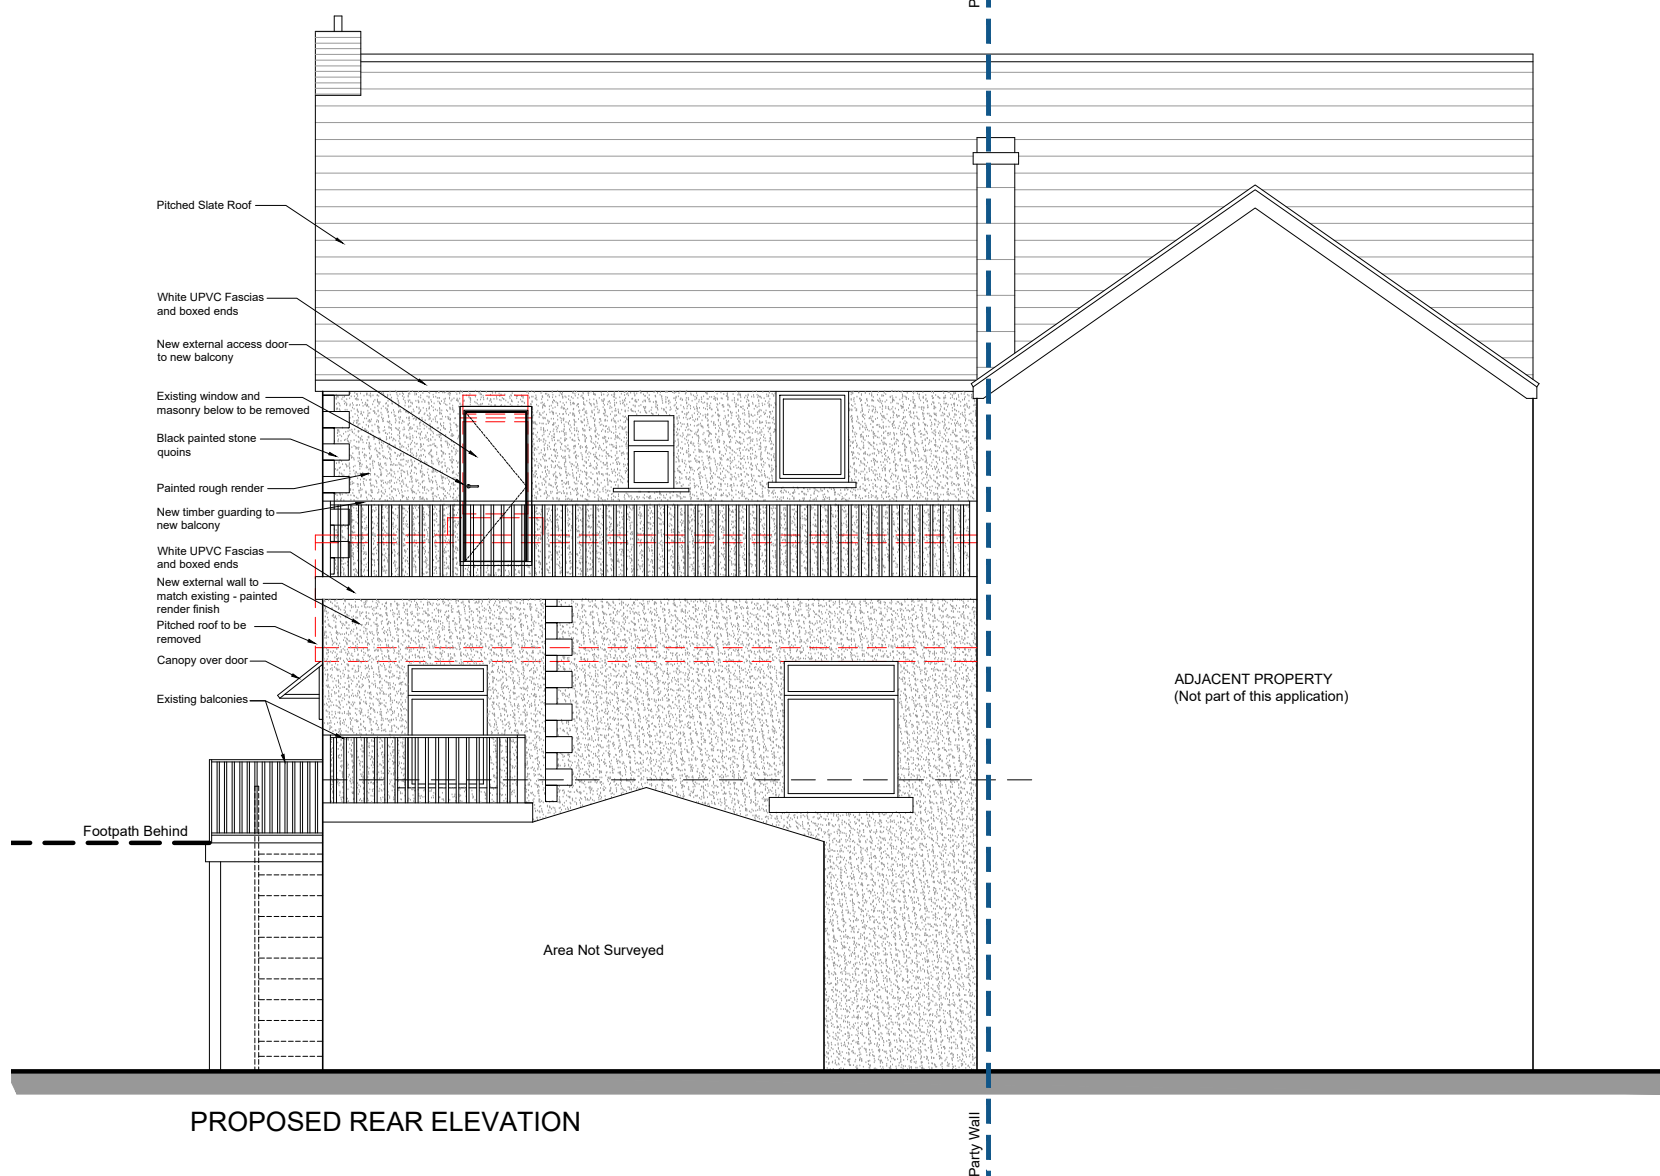 P
Pitched Slate Roof
White UPVC Fascias
and boxed ends
New external access door
to new balcony
Existing window and
masonry below to be removed
Black painted stone
quoins
Painted rough render
New timber guarding to
new balcony
White UPVC Fascias
and boxed ends
New external wall to
match existing - painted
render finish
Pitched roof to be
removed
Canopy over door
Existing balconies
ADJACENT PROPERTY
(Not part of this application)
Footpath Behind
Area Not Surveyed
PROPOSED REAR ELEVATION
Party Wall